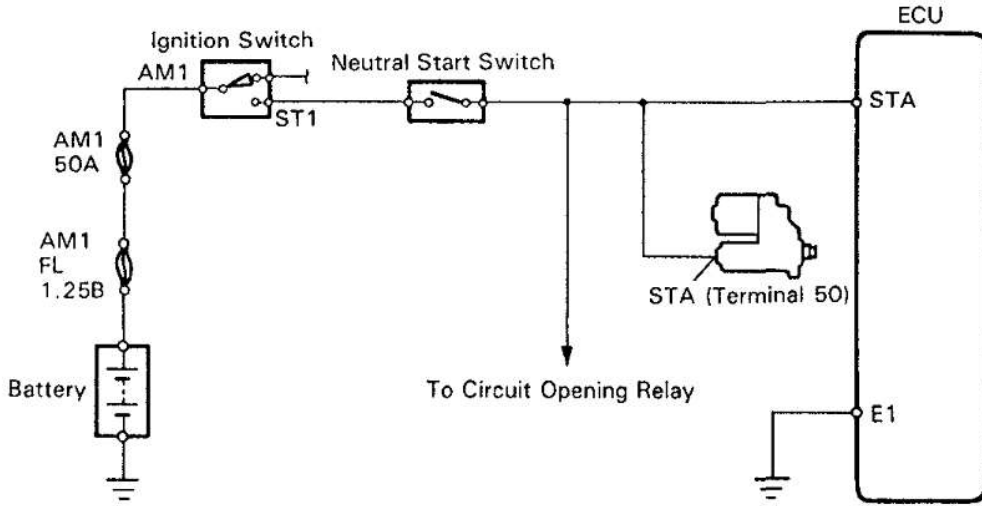 ECU
Ignition Switch
Neutral Start Switch
AM1
ST1
STA
AM1
50A
AM1
FL
1.25B
STA (Terminal 50)
Battery
To Circuit Opening Relay
E1